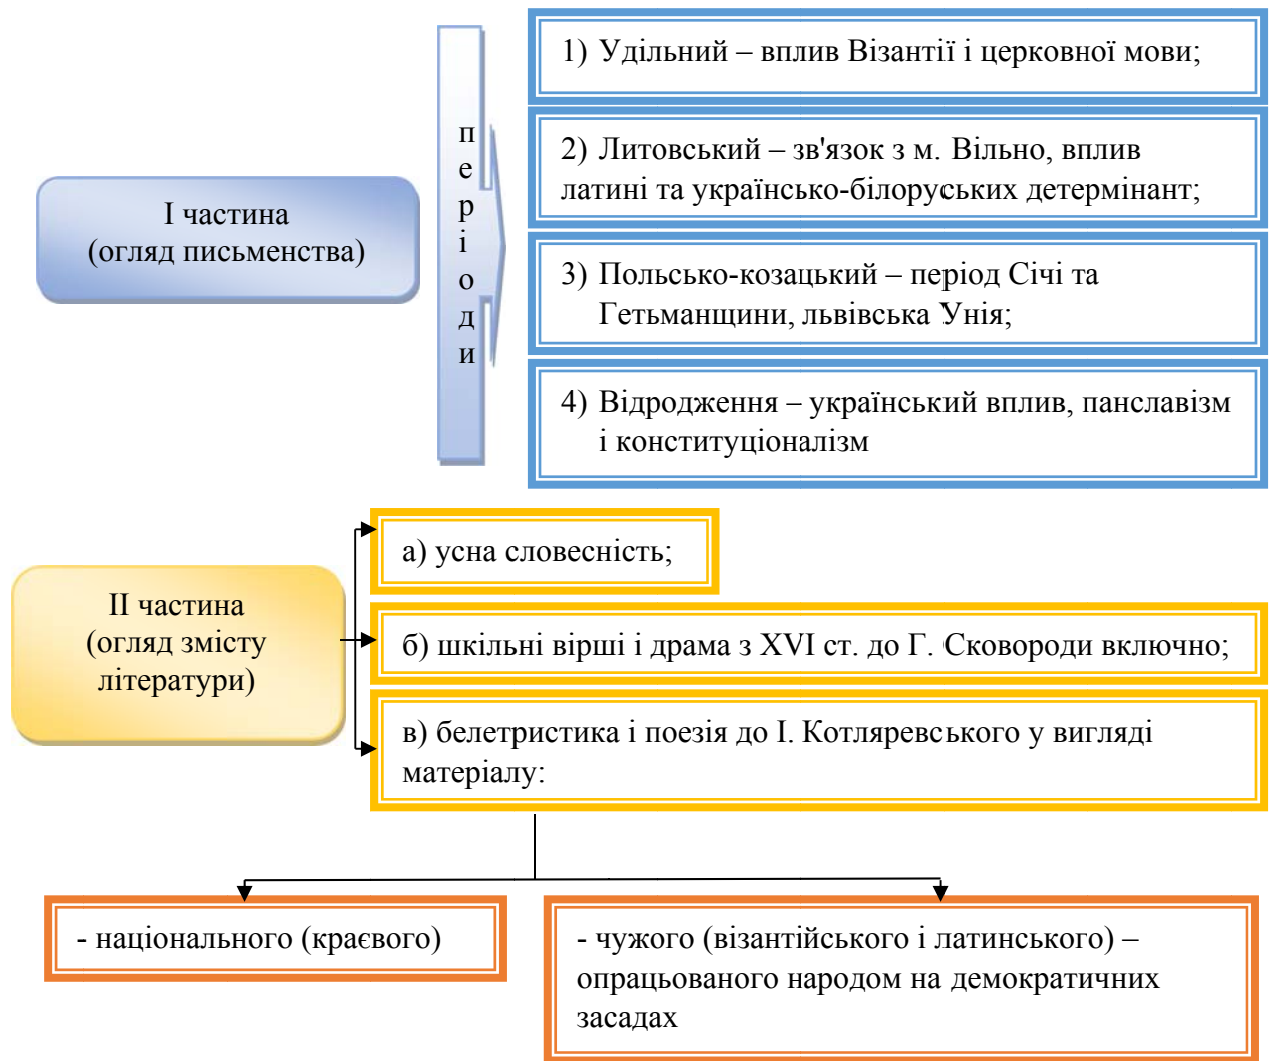 І частина
(огляд письменства)
періоди
1) Удільний – вплив Візантії і церковної мови;
2) Литовський – зв'язок з м. Вільно, вплив
латині та українсько-білоруських детермінант;
3) Польсько-козацький – період Січі та
Гетьманщини, львівська Унія;
4) Відродження – український вплив, панславізм
і конституціоналізм
ІІ частина
(огляд змісту
літератури)
а) усна словесність;
б) шкільні вірші і драма з XVI ст. до Г. Сковороди включно;
в) белетристика і поезія до І. Котляревського у вигляді
матеріалу:
- національного (краєвого)
- чужого (візантійського і латинського) –
опрацьованого народом на демократичних
засадах